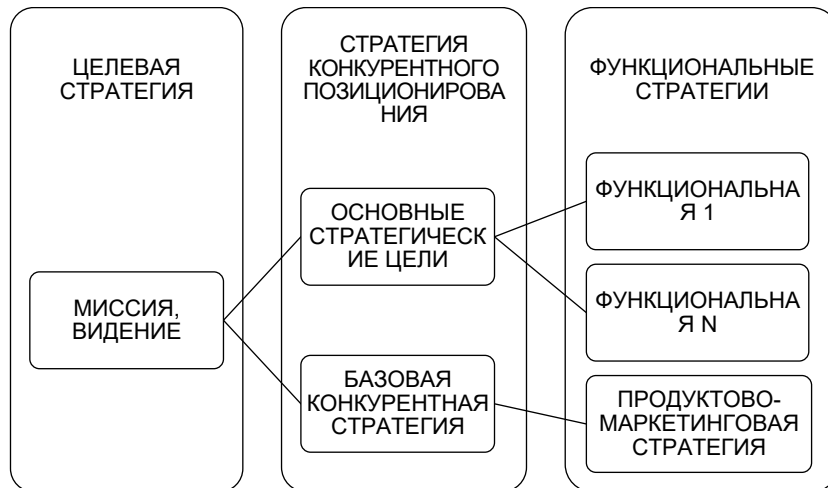 ЦЕЛЕВАЯ
СТРАТЕГИЯ
МИССИЯ,
ВИДЕНИЕ
СТРАТЕГИЯ
КОНКУРЕНТНОГО
ПОЗИЦИОНИРОВА
НИЯ
ОСНОВНЫЕ
СТРАТЕГИЧЕСК
ИЕ ЦЕЛИ
БАЗОВАЯ
КОНКУРЕНТНАЯ
СТРАТЕГИЯ
ФУНКЦИОНАЛЬНЫЕ
СТРАТЕГИИ
ФУНКЦИОНАЛЬНА
Я 1
ФУНКЦИОНАЛЬНА
Я N
ПРОДУКТОВО-
МАРКЕТИНГОВАЯ
СТРАТЕГИЯ